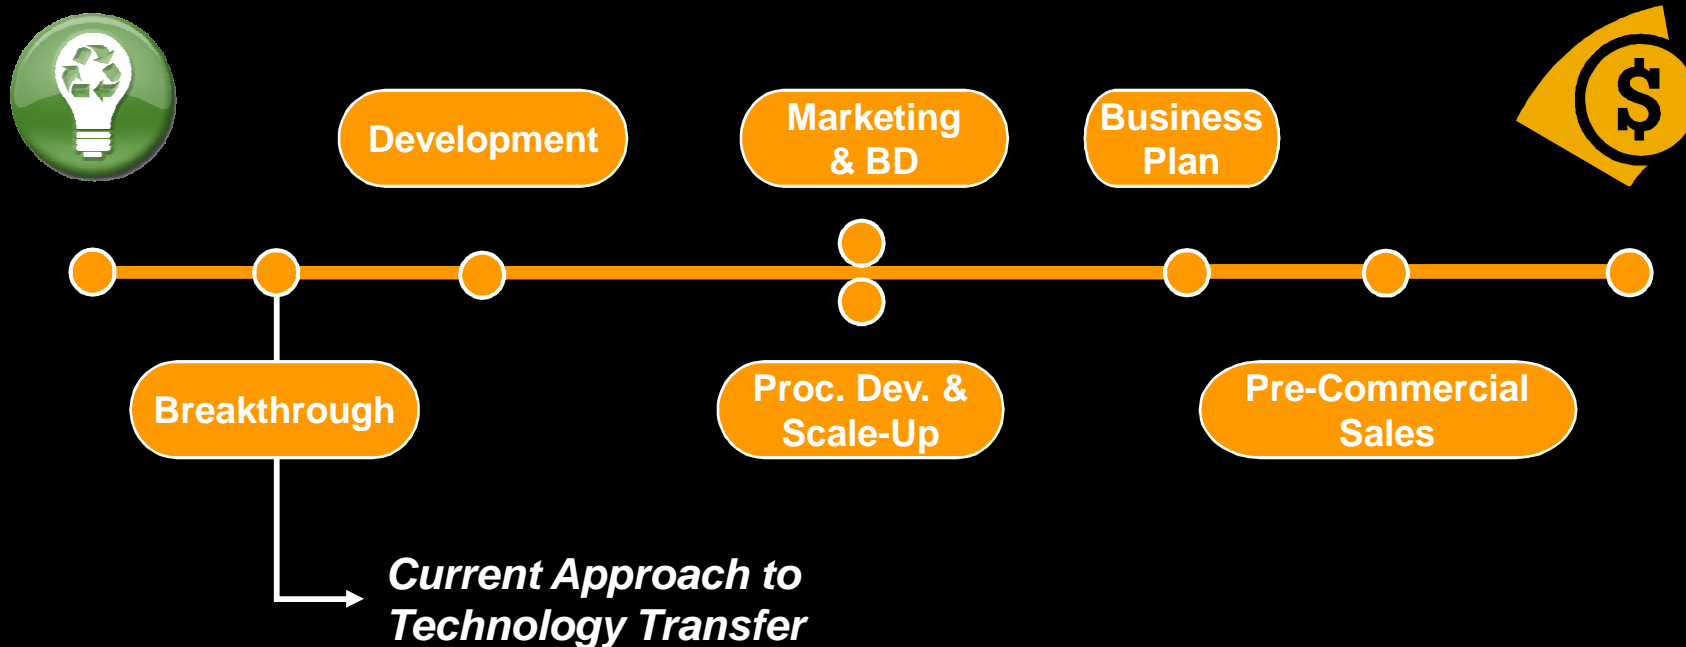 Development
Marketing
& BD
Business
Plan
$
Breakthrough
Proc. Dev. &
Scale-Up
Pre-Commercial
Sales
Current Approach to
Technology Transfer